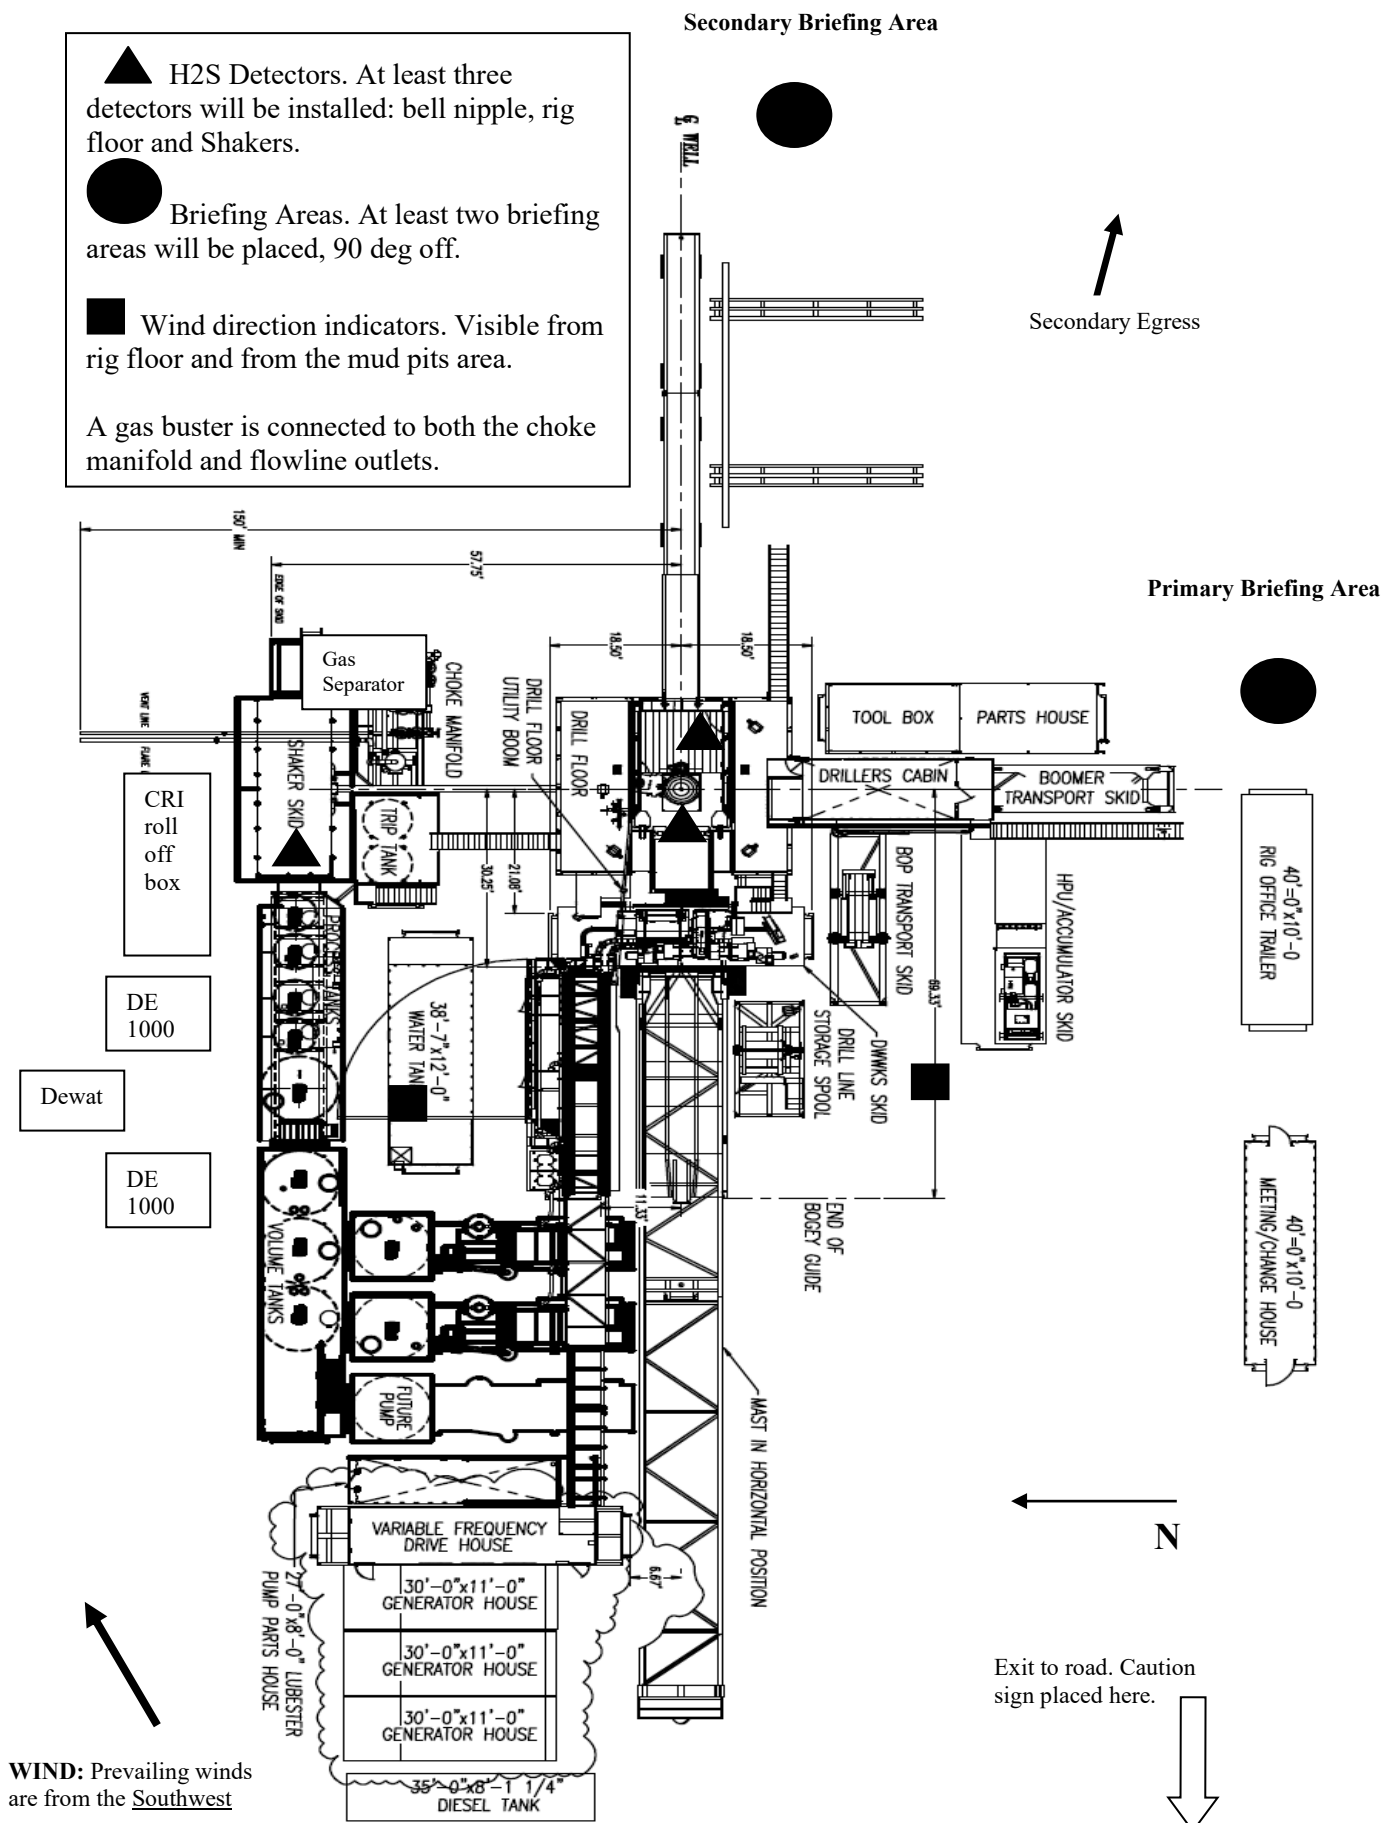 Secondary Briefing Area
H2S Detectors. At least three
detectors will be installed: bell nipple, rig
floor and Shakers.
Briefing Areas. At least two briefing
areas will be placed, 90 deg off.
Wind direction indicators. Visible from
rig floor and from the mud pits area.
A gas buster is connected to both the choke
manifold and flowline outlets.
℄ WELL
Secondary Egress
150' MIN
57.75'
EDGE OF SKID
Primary Briefing Area
18.50'
18.50'
Gas
Separator
CHOKE MANIFOLD
DRILL FLOOR
UTILITY BOOM
DRILL FLOOR
VENT LINE
TOOL BOX
PARTS HOUSE
DRILLERS CABIN
BOOMER
TRANSPORT SKID
SHAKER SKID
CRI
roll
off
box
TRIP TANK
30.25'
21.08'
BOP TRANSPORT SKID
HPU/ACCUMULATOR SKID
40'=0"x10'-0
RIG OFFICE TRAILER
PROCESS TANKS
DE
1000
38'-7"x12'-0"
WATER TANK
69.33'
DRILL LINE
STORAGE SPOOL
DWWKS SKID
Dewat
DE
1000
11.33'
END OF
BOGEY GUIDE
40'=0"x10'-0
MEETING/CHANGE HOUSE
VOLUME TANKS
FUTURE
PUMP
MAST IN HORIZONTAL POSITION
N
VARIABLE FREQUENCY
DRIVE HOUSE
6.67'
27'-0"x8'-0" LUBESTER
PUMP PARTS HOUSE
30'-0"x11'-0"
GENERATOR HOUSE
30'-0"x11'-0"
GENERATOR HOUSE
30'-0"x11'-0"
GENERATOR HOUSE
Exit to road. Caution
sign placed here.
WIND: Prevailing winds
are from the Southwest
35'-0"x8'-1 1/4"
DIESEL TANK